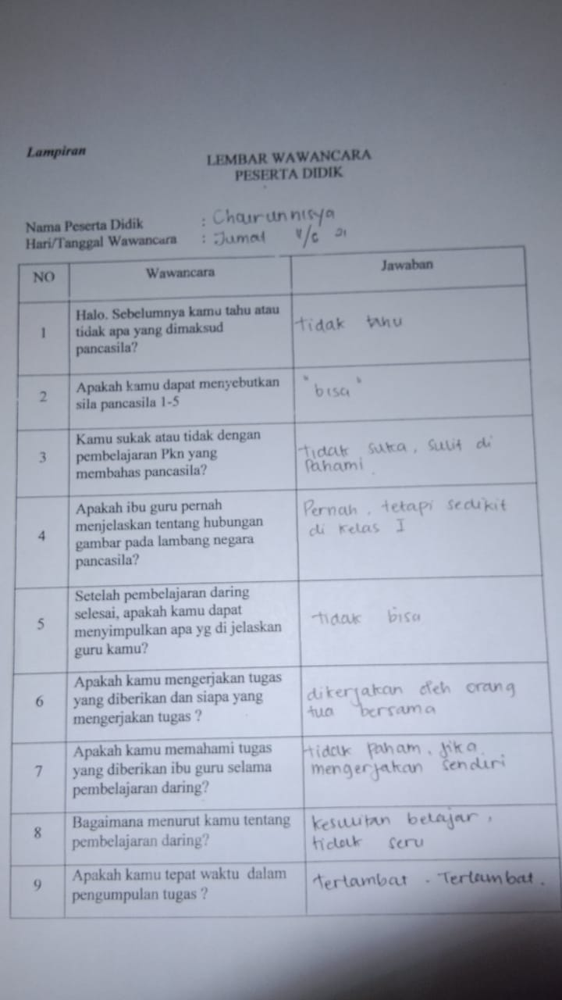 Lampiran
LEMBAR WAWANCARA
PESERTA DIDIK
Nama Peserta Didik : Chairunnisya
Hari/Tanggal Wawancara : Jumat
NO Wawancara Jawaban
1 Halo. Sebelumnya kamu tahu atau
tidak apa yang dimaksud
pancasila?
tidak tahu
2 Apakah kamu dapat menyebutkan
sila pancasila 1-5
"bisa"
3 Kamu sukak atau tidak dengan
pembelajaran Pkn yang
membahas pancasila?
tidak suka, sulit di
Pahami
4 Apakah ibu guru pernah
menjelaskan tentang hubungan
gambar pada lambang negara
pancasila?
Pernah, tetapi sedikit
di kelas I
5 Setelah pembelajaran daring
selesai, apakah kamu dapat
menyimpulkan apa yg di jelaskan
guru kamu?
tidak bisa
6 Apakah kamu mengerjakan tugas
yang diberikan dan siapa yang
mengerjakan tugas ?
dikerjakan oleh orang
tua bersama
7 Apakah kamu memahami tugas
yang diberikan ibu guru selama
pembelajaran daring?
tidak paham, jika
mengerjakan sendiri
8 Bagaimana menurut kamu tentang
pembelajaran daring?
kesulitan belajar,
tidak seru
9 Apakah kamu tepat waktu dalam
pengumpulan tugas ?
Terlambat. Terlambat.